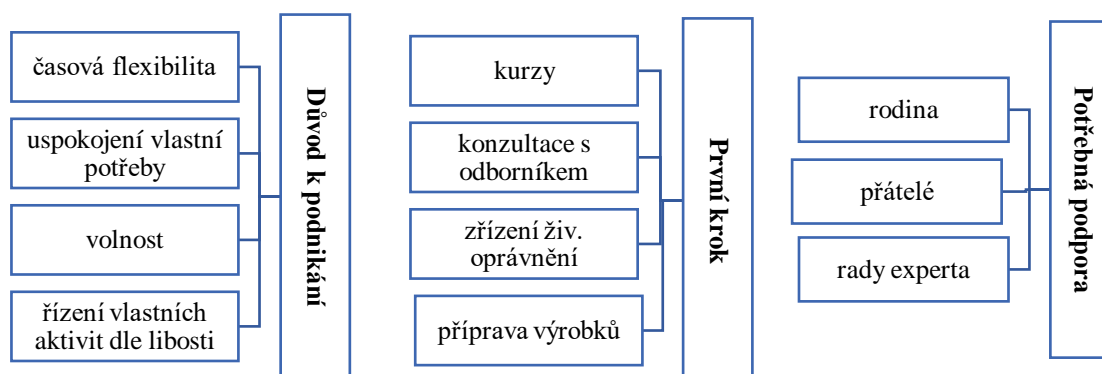 časová flexibilita
uspokojení vlastní
potřeby
volnost
řízení vlastních
aktivit dle libosti
Důvod k podnikání
kurzy
konzultace s
odborníkem
zřízení živ.
oprávnění
příprava výrobků
První krok
rodina
přátelé
rady experta
Potřebná podpora